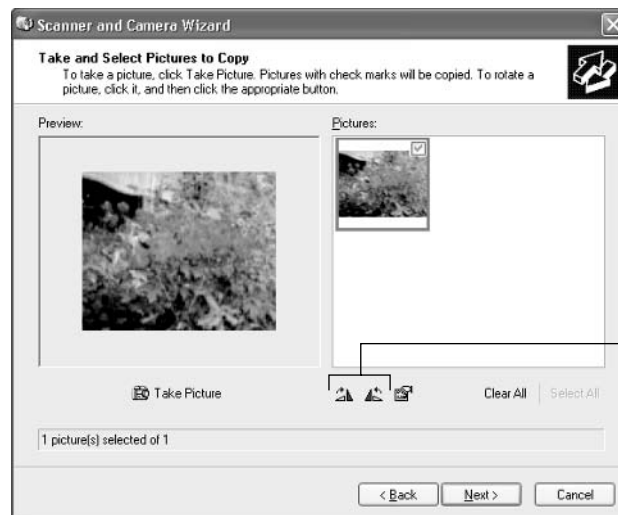 Scanner and Camera Wizard
Take and Select Pictures to Copy
To take a picture, click Take Picture. Pictures with check marks will be copied. To rotate a
picture, click it, and then click the appropriate button.
Preview:
Pictures:
Take Picture
Clear All
Select All
1 picture(s) selected of 1
< Back
Next >
Cancel